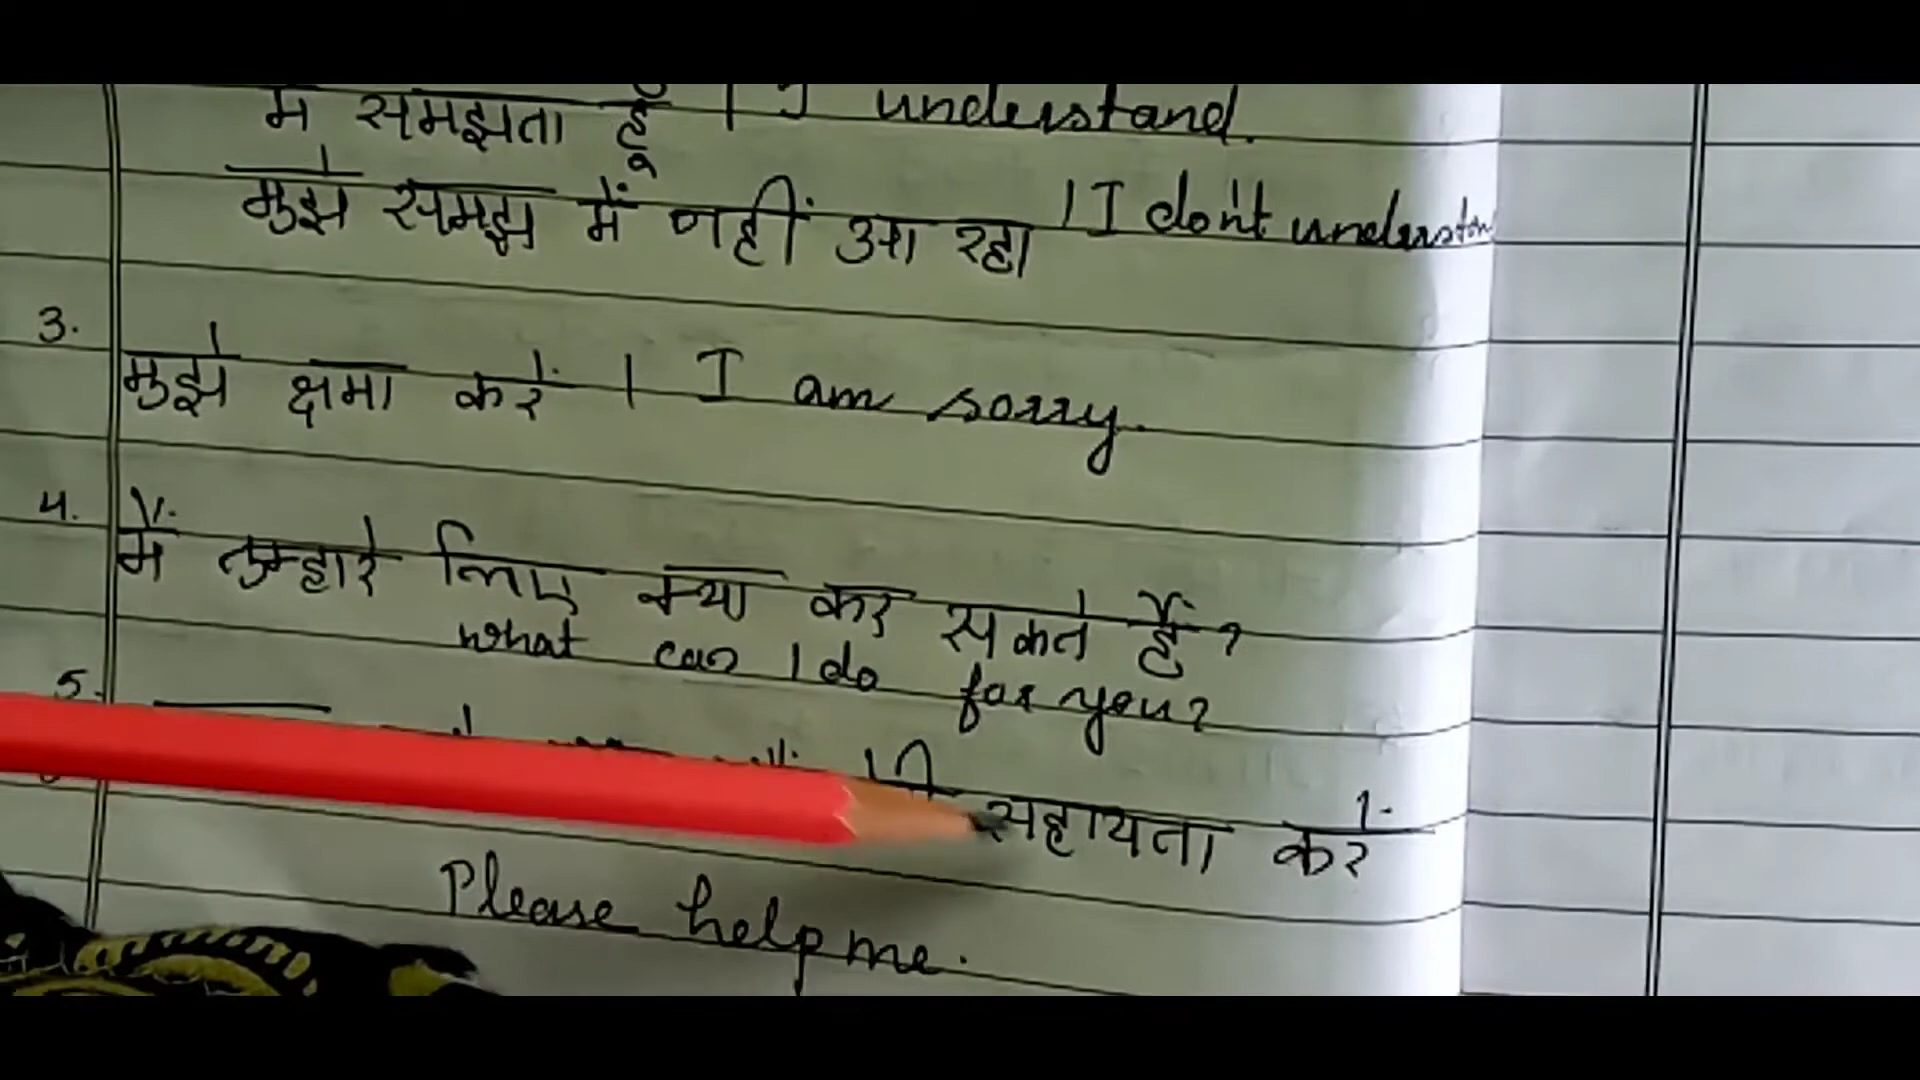 मैं समझता हूँ । I understand.
मुझे समझ में नहीं आ रहा । I don't understan
3.
मुझे क्षमा करें । I am sorry.
4.
मैं तुम्हारे लिए क्या कर सकते हैं?
what can I do for you?
5.
सहायता करें
Please help me.